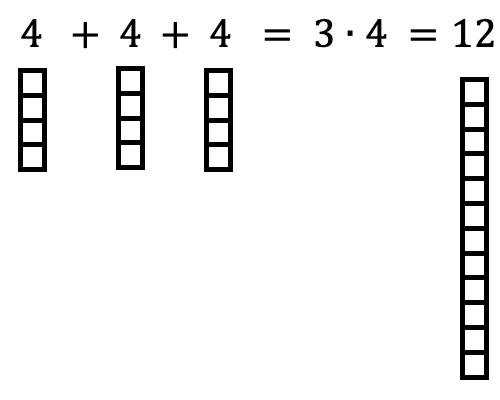 4 + 4 + 4 = 3 · 4 = 12